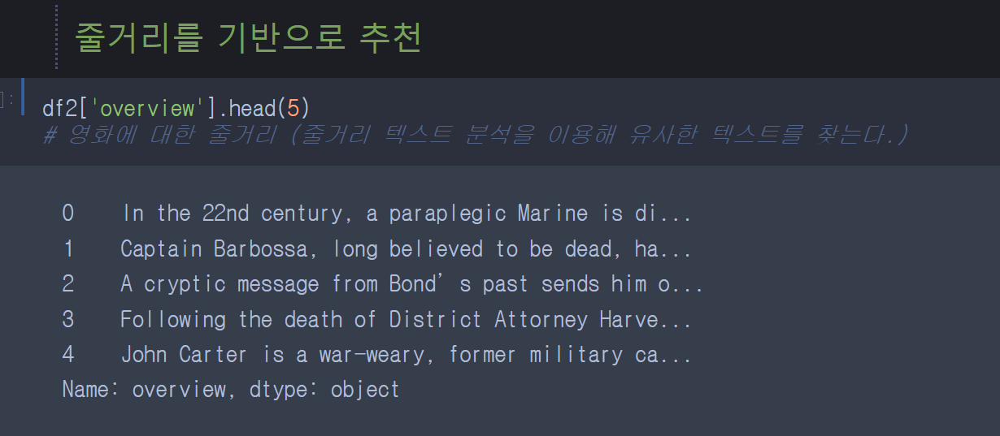 줄거리를 기반으로 추천
]:
df2['overview'].head(5)
# 영화에 대한 줄거리 (줄거리 텍스트 분석을 이용해 유사한 텍스트를 찾는다.)
0 In the 22nd century, a paraplegic Marine is di...
1 Captain Barbossa, long believed to be dead, ha...
2 A cryptic message from Bond’s past sends him o...
3 Following the death of District Attorney Harve...
4 John Carter is a war-weary, former military ca...
Name: overview, dtype: object